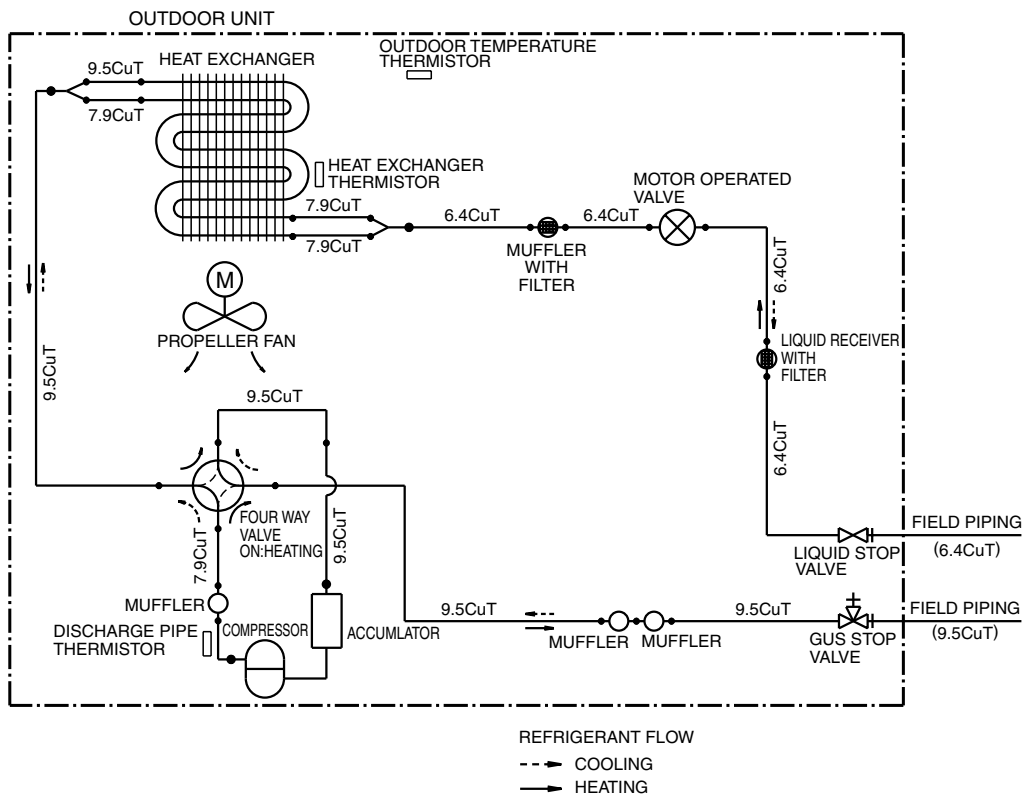 OUTDOOR UNIT
HEAT EXCHANGER
OUTDOOR TEMPERATURE
THERMISTOR
9.5CuT
7.9CuT
HEAT EXCHANGER
THERMISTOR
7.9CuT
7.9CuT
6.4CuT
6.4CuT
MOTOR OPERATED
VALVE
MUFFLER
WITH
FILTER
6.4CuT
M
PROPELLER FAN
LIQUID RECEIVER
WITH
FILTER
9.5CuT
9.5CuT
6.4CuT
FOUR WAY
VALVE
ON:HEATING
9.5CuT
7.9CuT
FIELD PIPING
(6.4CuT)
LIQUID STOP
VALVE
MUFFLER
DISCHARGE PIPE
THERMISTOR
COMPRESSOR
ACCUMLATOR
9.5CuT
MUFFLER
MUFFLER
9.5CuT
GUS STOP
VALVE
FIELD PIPING
(9.5CuT)
REFRIGERANT FLOW
COOLING
HEATING